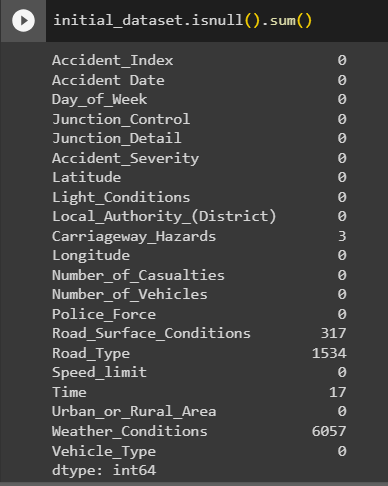 initial_dataset.isnull().sum()
Accident_Index 0
Accident Date 0
Day_of_Week 0
Junction_Control 0
Junction_Detail 0
Accident_Severity 0
Latitude 0
Light_Conditions 0
Local_Authority_(District) 0
Carriageway_Hazards 3
Longitude 0
Number_of_Casualties 0
Number_of_Vehicles 0
Police_Force 0
Road_Surface_Conditions 317
Road_Type 1534
Speed_limit 0
Time 17
Urban_or_Rural_Area 0
Weather_Conditions 6057
Vehicle_Type 0
dtype: int64